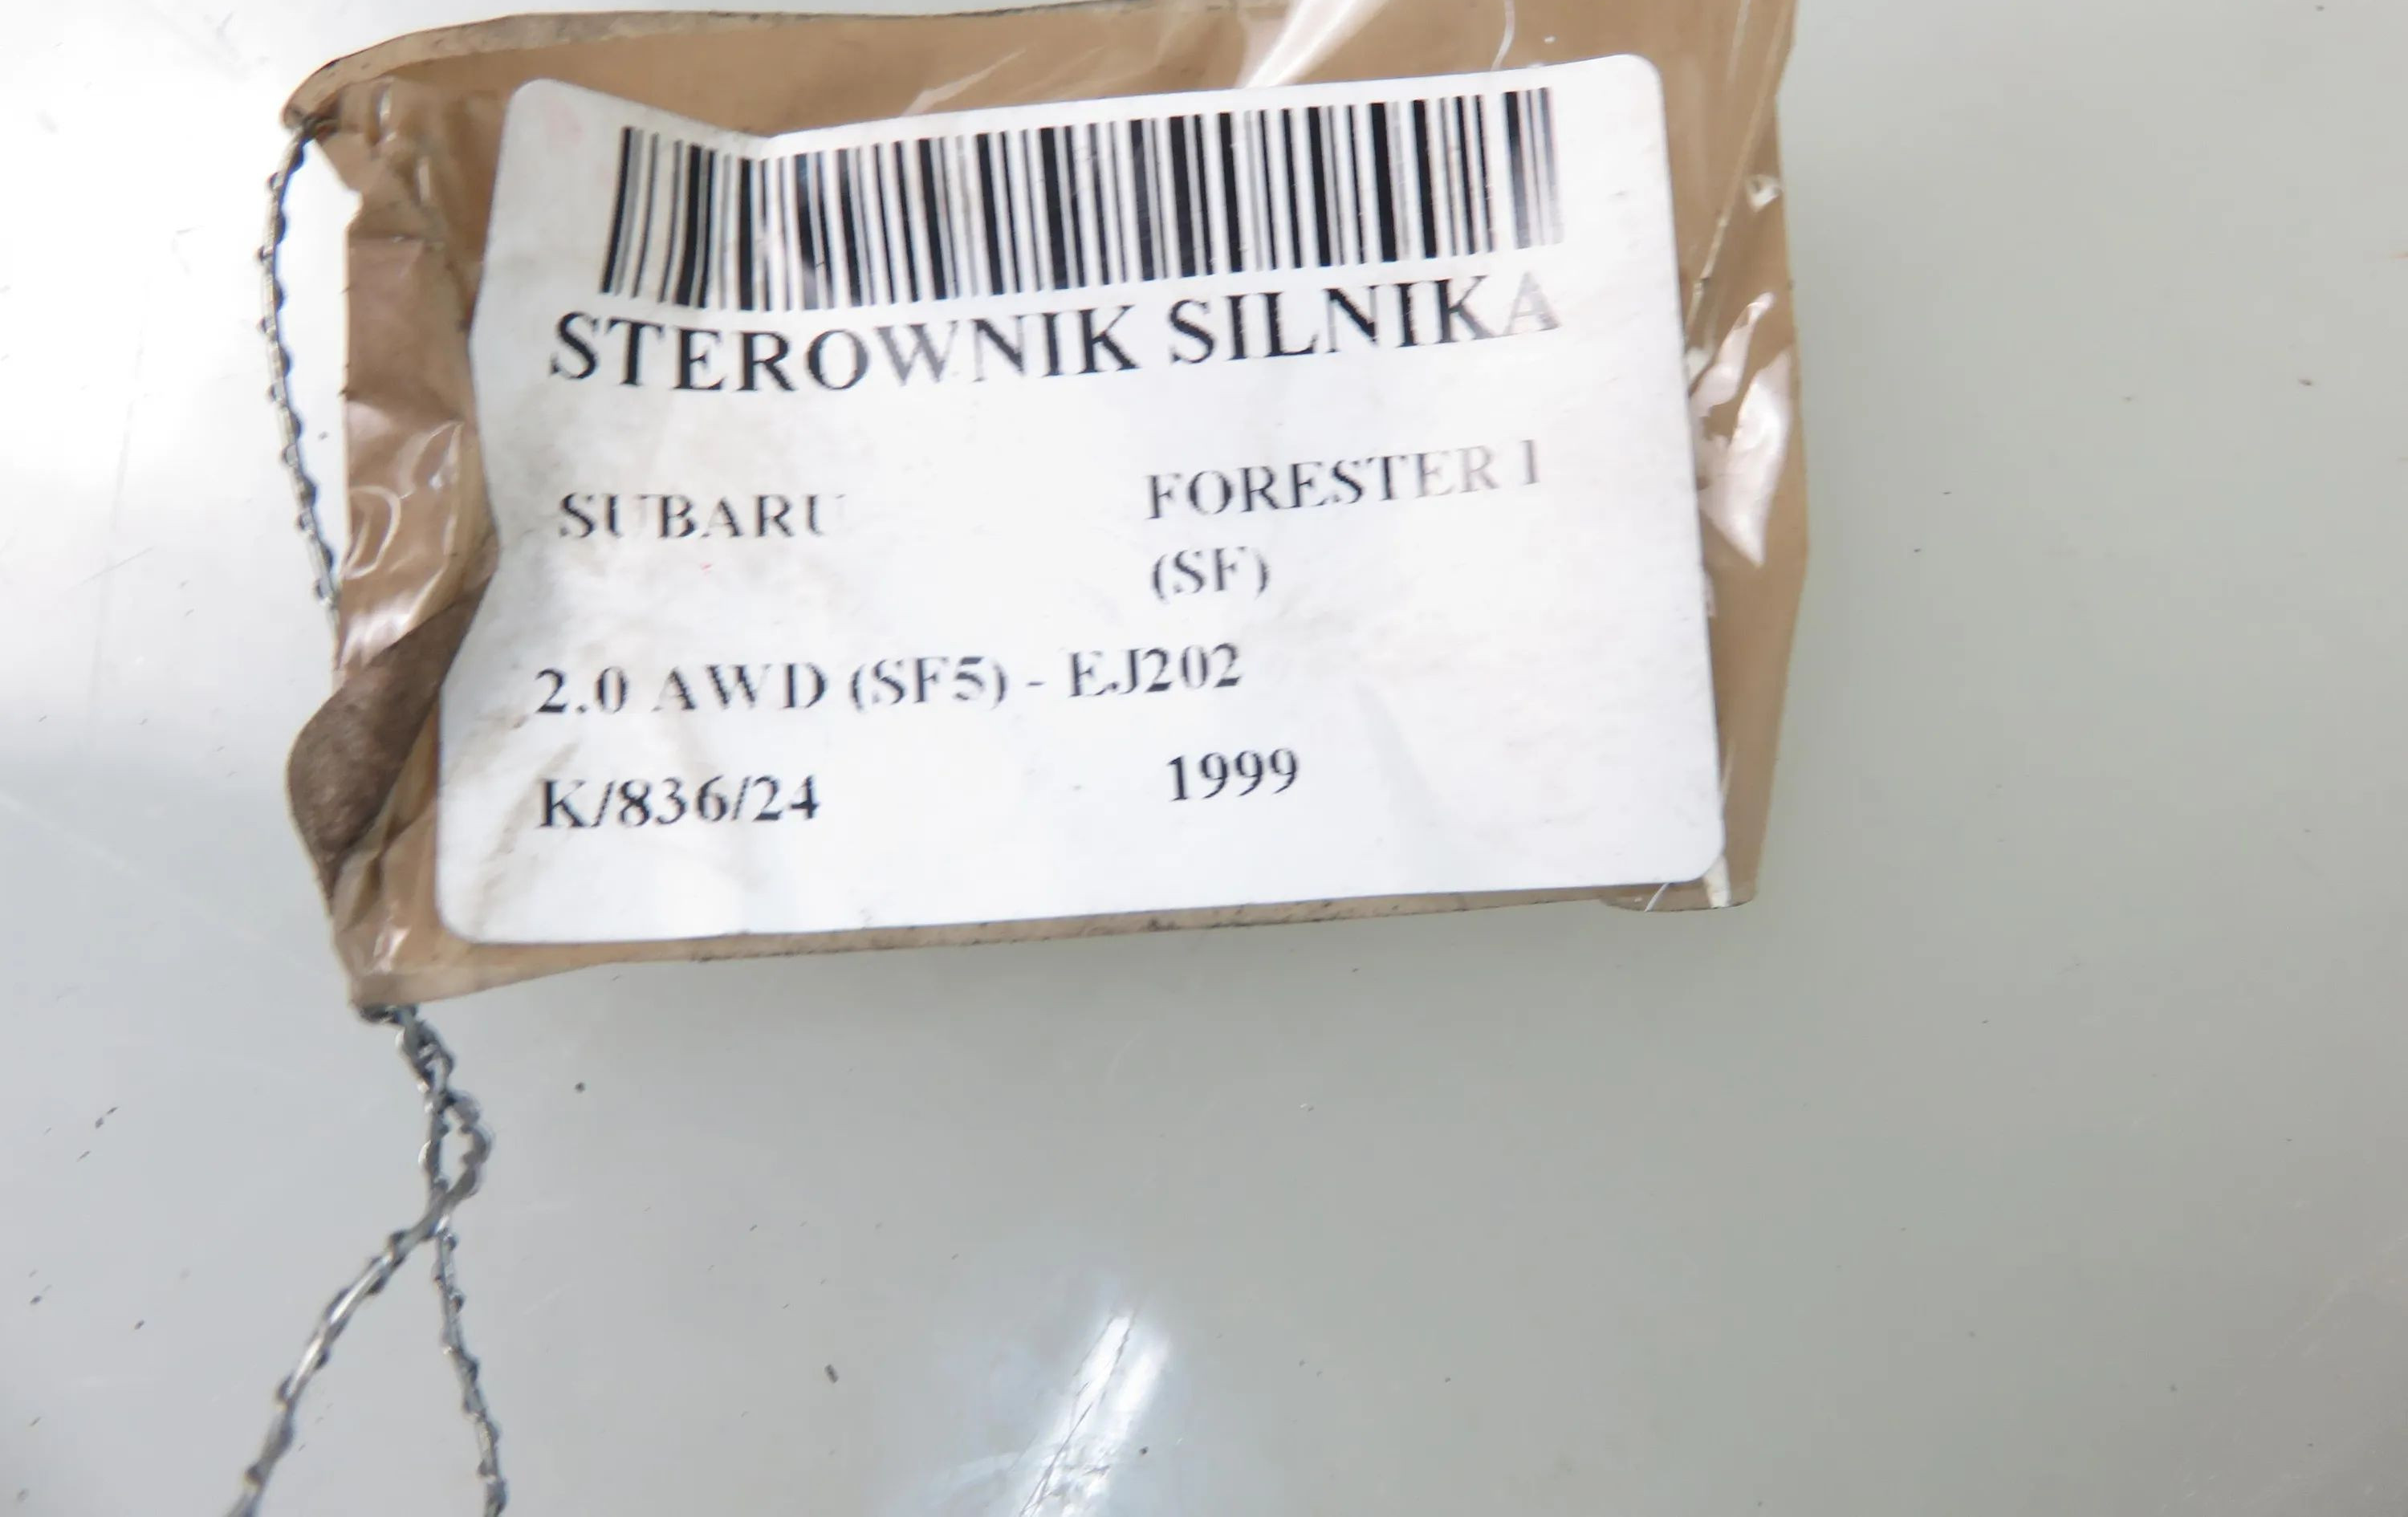 STEROWNIK SILNIKA
SUBARU FORESTER I
(SF)
2.0 AWD (SF5) - EJ202
K/836/24 1999